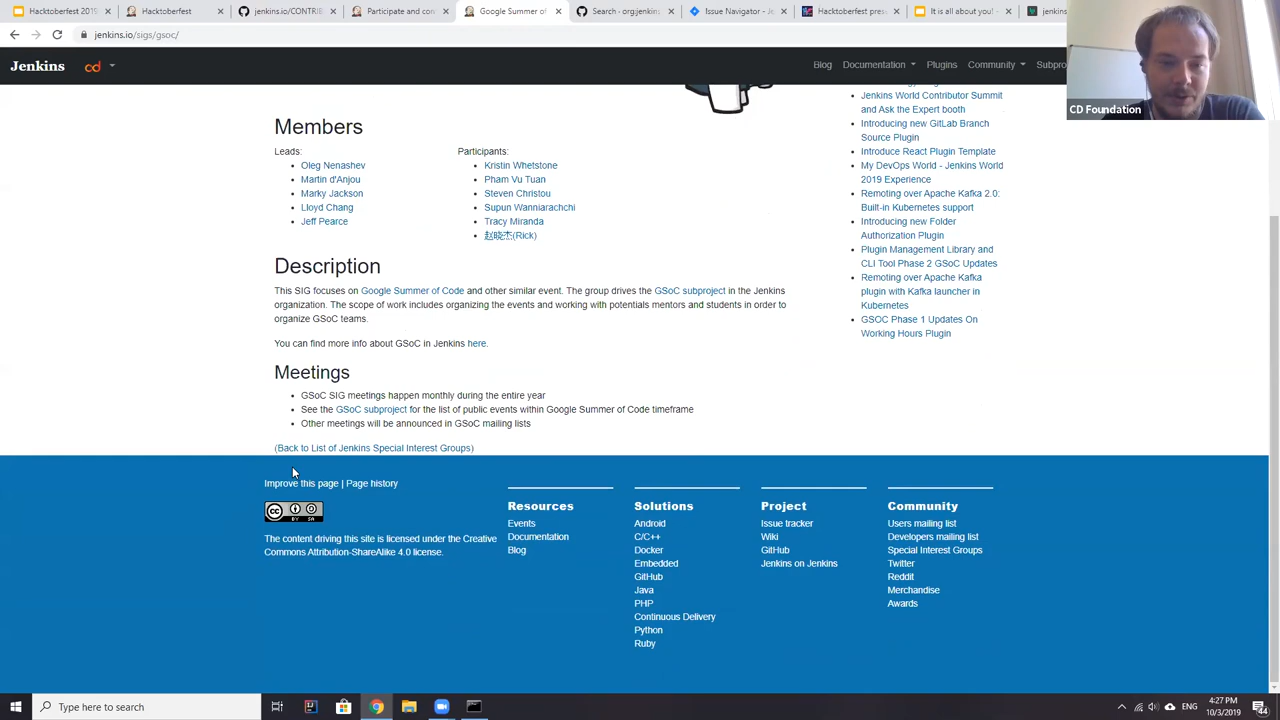 Hacktoberfest 201
Hacktoberfest
jenkins.io/CONTRIB
Participate and con
Google Summer of
Search · org:jenkin
Issue Navigator - Je
Hacktoberfest pres
It is all about you! -
jenkins
jenkins.io/sigs/gsoc/
Jenkins
cd
Blog
Documentation
Plugins
Community
Subpro
CD Foundation
Members
Leads:
Oleg Nenashev
Martin d'Anjou
Marky Jackson
Lloyd Chang
Jeff Pearce
Participants:
Kristin Whetstone
Pham Vu Tuan
Steven Christou
Supun Wanniarachchi
Tracy Miranda
赵晓杰(Rick)
Description
This SIG focuses on Google Summer of Code and other similar event. The group drives the GSoC subproject in the Jenkins
organization. The scope of work includes organizing the events and working with potentials mentors and students in order to
organize GSoC teams.
You can find more info about GSoC in Jenkins here.
Meetings
GSoC SIG meetings happen monthly during the entire year
See the GSoC subproject for the list of public events within Google Summer of Code timeframe
Other meetings will be announced in GSoC mailing lists
(Back to List of Jenkins Special Interest Groups)
Jenkins World Contributor Summit
and Ask the Expert booth
Introducing new GitLab Branch
Source Plugin
Introduce React Plugin Template
My DevOps World - Jenkins World
2019 Experience
Remoting over Apache Kafka 2.0:
Built-in Kubernetes support
Introducing new Folder
Authorization Plugin
Plugin Management Library and
CLI Tool Phase 2 GSoC Updates
Remoting over Apache Kafka
plugin with Kafka launcher in
Kubernetes
GSOC Phase 1 Updates On
Working Hours Plugin
Improve this page | Page history
CC BY SA
The content driving this site is licensed under the Creative
Commons Attribution-ShareAlike 4.0 license.
Resources
Events
Documentation
Blog
Solutions
Android
C/C++
Docker
Embedded
GitHub
Java
PHP
Continuous Delivery
Python
Ruby
Project
Issue tracker
Wiki
GitHub
Jenkins on Jenkins
Community
Users mailing list
Developers mailing list
Special Interest Groups
Twitter
Reddit
Merchandise
Awards
Type here to search
ENG
4:27 PM
10/3/2019
44